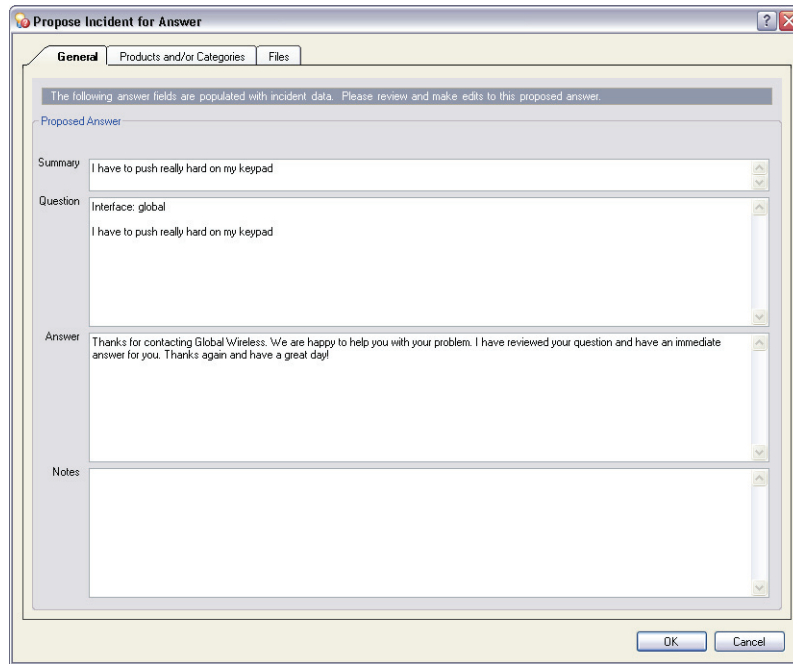 Propose Incident for Answer
General
Products and/or Categories
Files
The following answer fields are populated with incident data. Please review and make edits to this proposed answer.
Proposed Answer
Summary
I have to push really hard on my keypad
Question
Interface: global
I have to push really hard on my keypad
Answer
Thanks for contacting Global Wireless. We are happy to help you with your problem. I have reviewed your question and have an immediate
answer for you. Thanks again and have a great day!
Notes
OK
Cancel